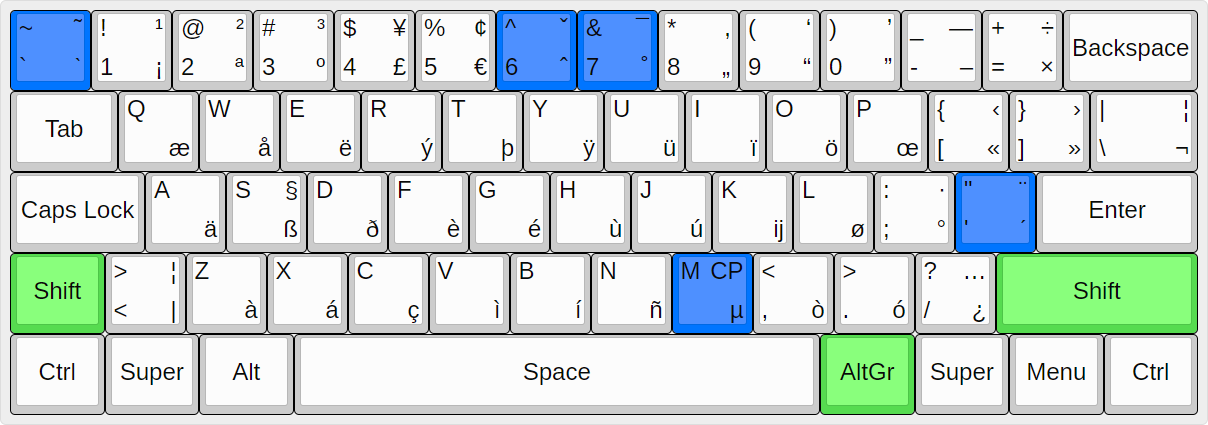 ~ ˜ ! ¹ @ ² # ³ $ ¥ % ¢ ^ ˇ & ¯ * ‚ ( ‘ ) ’ _ — + ÷ Backspace
` ` 1 ¡ 2 ª 3 º 4 £ 5 € 6 ˆ 7 ˚ 8 „ 9 “ 0 ” - – = ×
Tab Q W E R T Y U I O P { ‹ } › | ¦
æ å ë ý þ ÿ ü ï ö œ [ « ] » \ ¬
Caps Lock A S § D F G H J K L : · " ¨ Enter
ä ß ð è é ù ú ij ø ; ° ' ´
Shift > ¦ Z X C V B N M CP < > ? … Shift
< | à á ç ì í ñ µ , ò . ó / ¿
Ctrl Super Alt Space AltGr Super Menu Ctrl